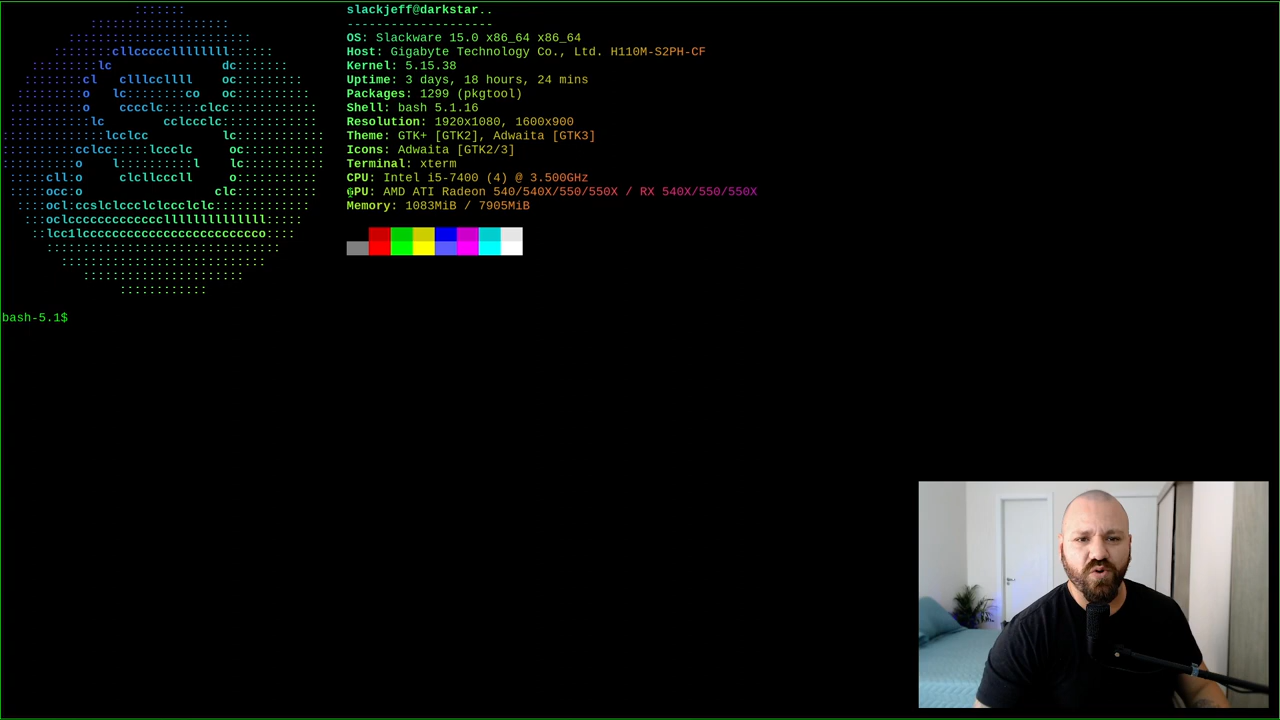 slackjeff@darkstar..
--------------------
OS: Slackware 15.0 x86_64 x86_64
Host: Gigabyte Technology Co., Ltd. H110M-S2PH-CF
Kernel: 5.15.38
Uptime: 3 days, 18 hours, 24 mins
Packages: 1299 (pkgtool)
Shell: bash 5.1.16
Resolution: 1920x1080, 1600x900
Theme: GTK+ [GTK2], Adwaita [GTK3]
Icons: Adwaita [GTK2/3]
Terminal: xterm
CPU: Intel i5-7400 (4) @ 3.500GHz
GPU: AMD ATI Radeon 540/540X/550/550X / RX 540X/550/550X
Memory: 1083MiB / 7905MiB
bash-5.1$